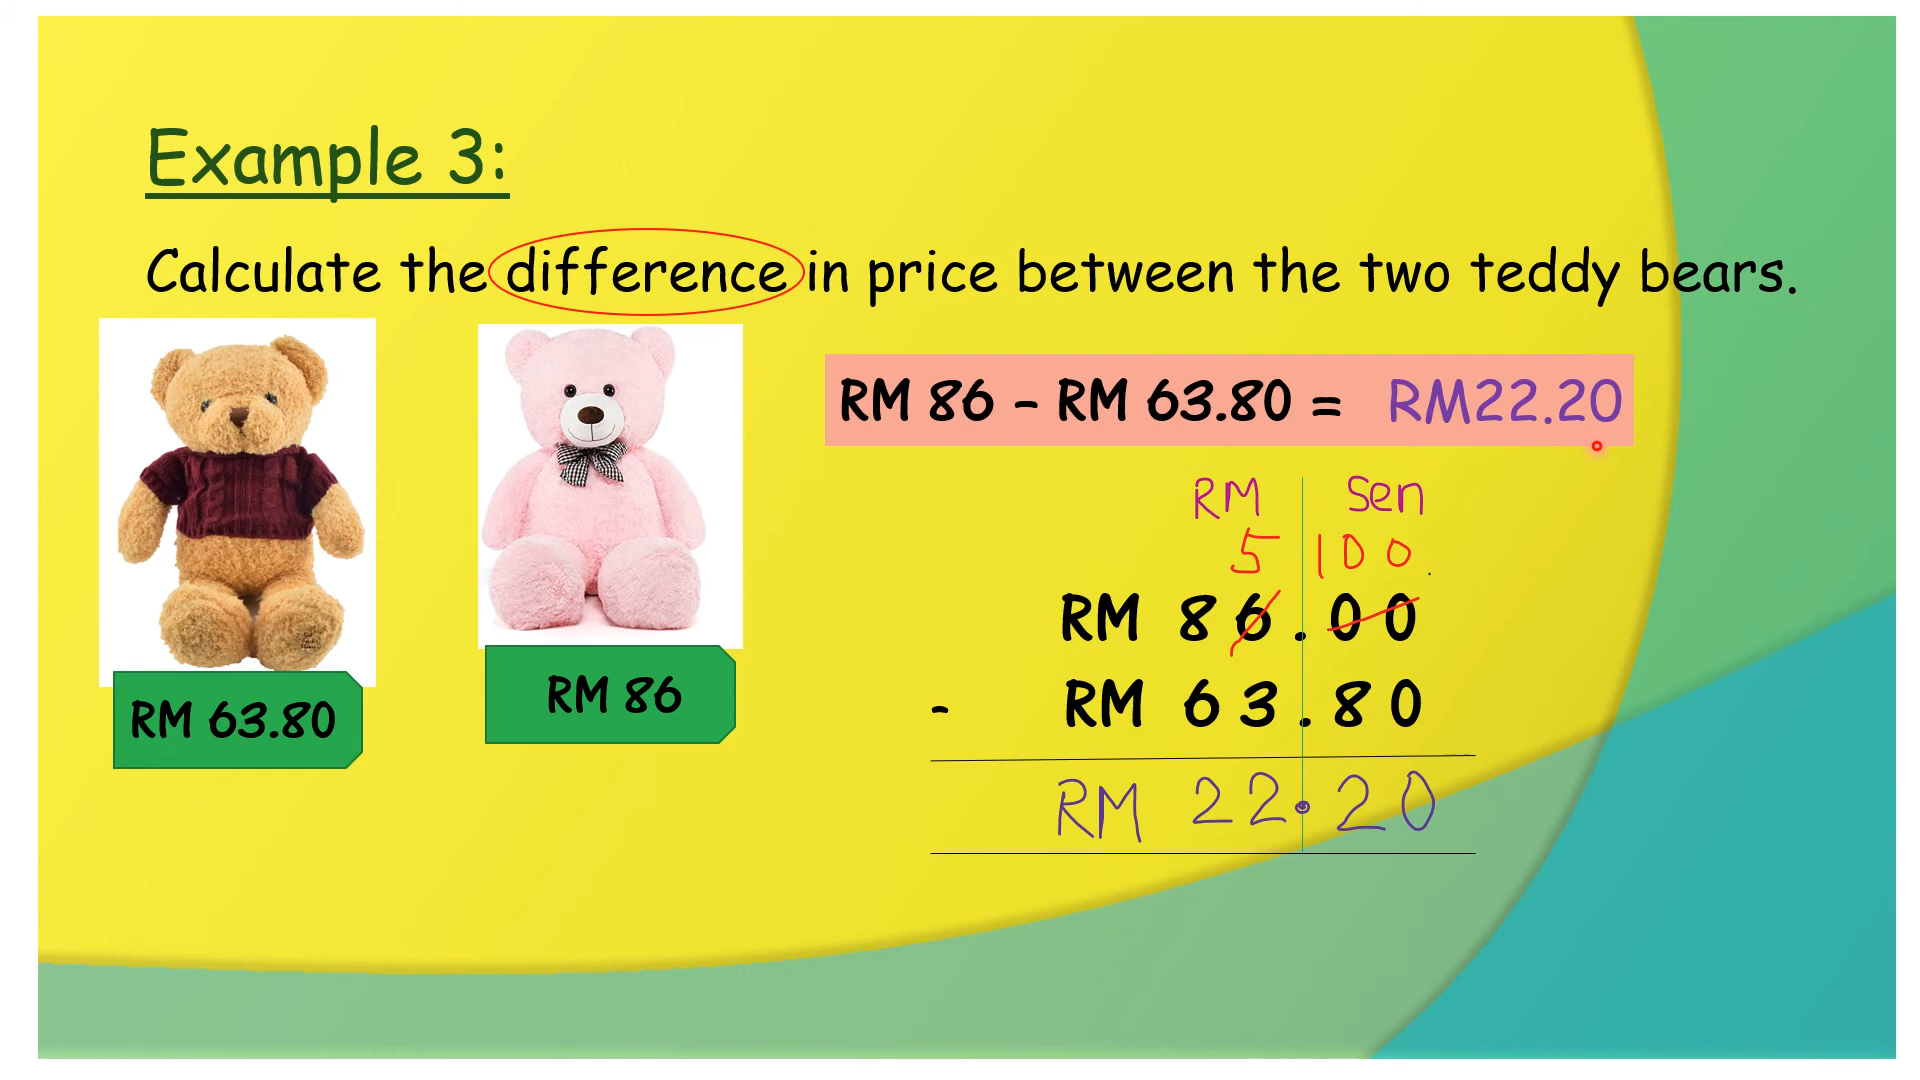 Example 3:
Calculate the difference in price between the two teddy bears.
RM 63.80
RM 86
RM 86 - RM 63.80 = RM22.20
RM Sen
5 100
RM 86.00
- RM 63.80
RM 22.20